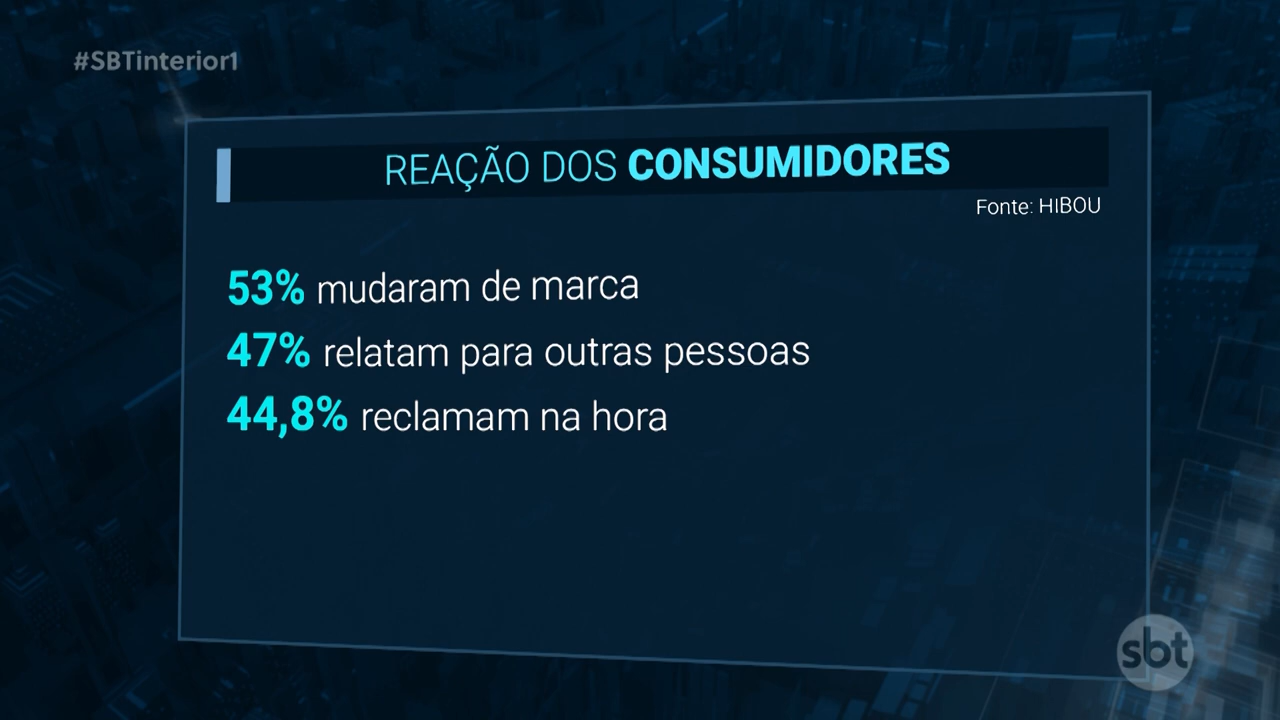 #SBTinterior1
REAÇÃO DOS CONSUMIDORES
Fonte: HIBOU
53% mudaram de marca
47% relatam para outras pessoas
44,8% reclamam na hora
sbt